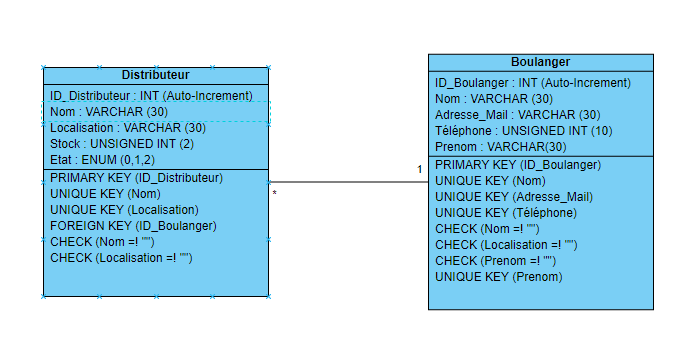 Distributeur
ID_Distributeur : INT (Auto-Increment)
Nom : VARCHAR (30)
Localisation : VARCHAR (30)
Stock : UNSIGNED INT (2)
Etat : ENUM (0,1,2)
PRIMARY KEY (ID_Distributeur)
UNIQUE KEY (Nom)
UNIQUE KEY (Localisation)
FOREIGN KEY (ID_Boulanger)
CHECK (Nom =! "")
CHECK (Localisation =! "")
*
1
Boulanger
ID_Boulanger : INT (Auto-Increment)
Nom : VARCHAR (30)
Adresse_Mail : VARCHAR (30)
Téléphone : UNSIGNED INT (10)
Prenom : VARCHAR(30)
PRIMARY KEY (ID_Boulanger)
UNIQUE KEY (Nom)
UNIQUE KEY (Adresse_Mail)
UNIQUE KEY (Téléphone)
CHECK (Nom =! "")
CHECK (Localisation =! "")
CHECK (Prenom =! "")
UNIQUE KEY (Prenom)